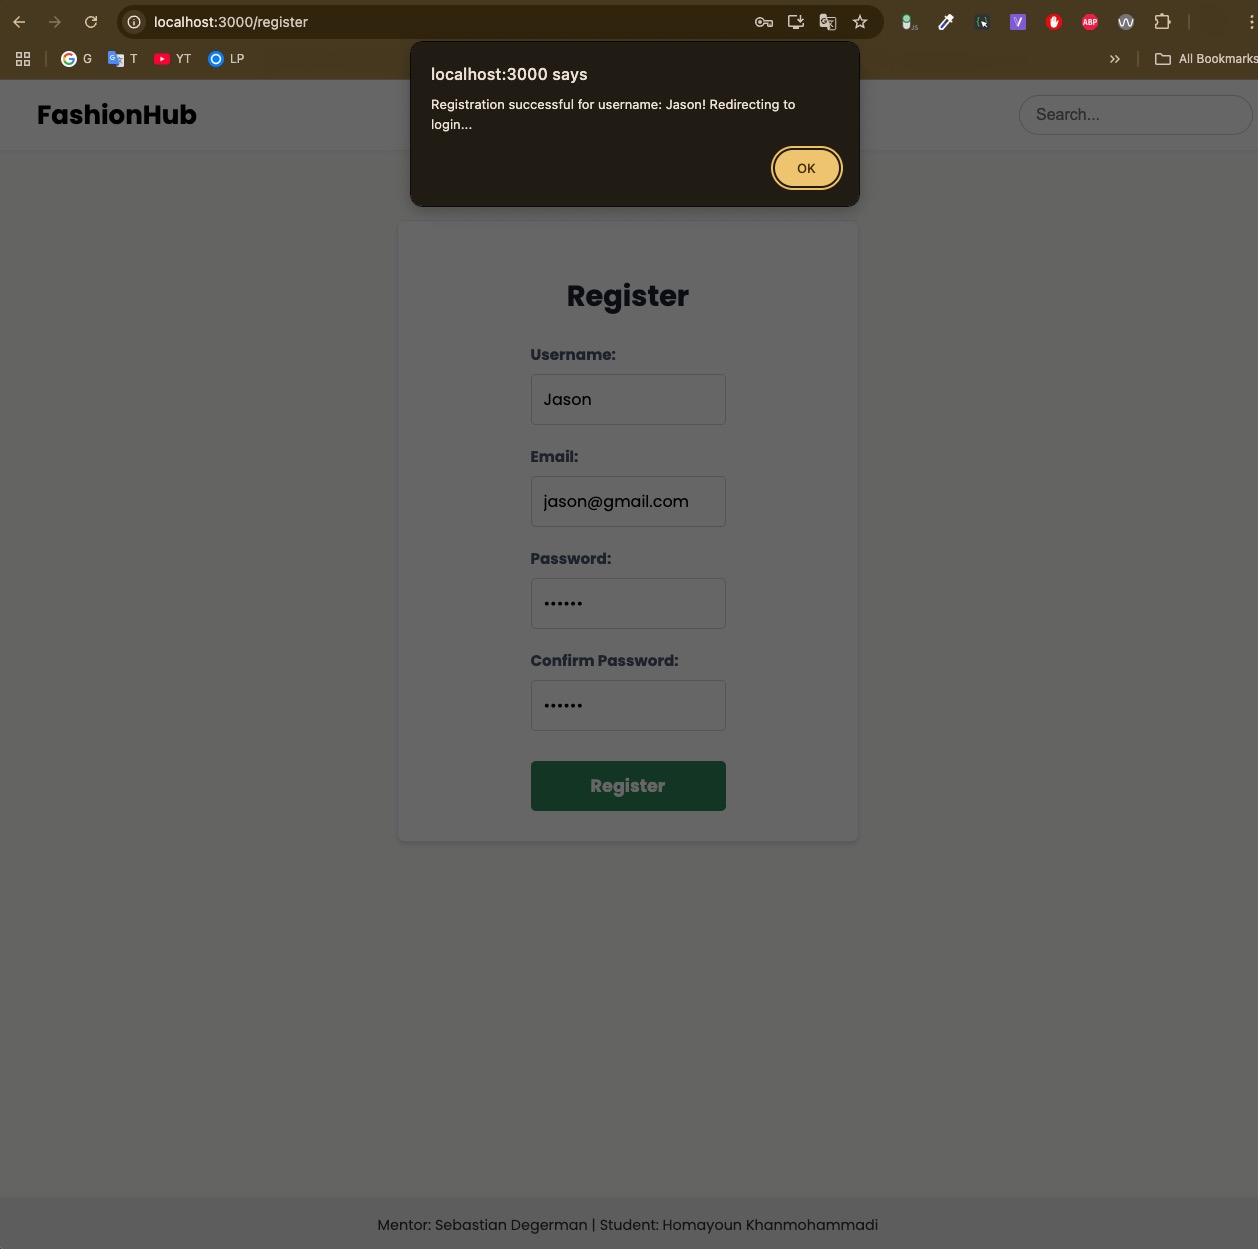 localhost:3000/register
G
T
YT
LP
All Bookmarks
localhost:3000 says
Registration successful for username: Jason! Redirecting to
login...
OK
FashionHub
Search...
Register
Username:
Jason
Email:
jason@gmail.com
Password:
••••••
Confirm Password:
••••••
Register
Mentor: Sebastian Degerman | Student: Homayoun Khanmohammadi